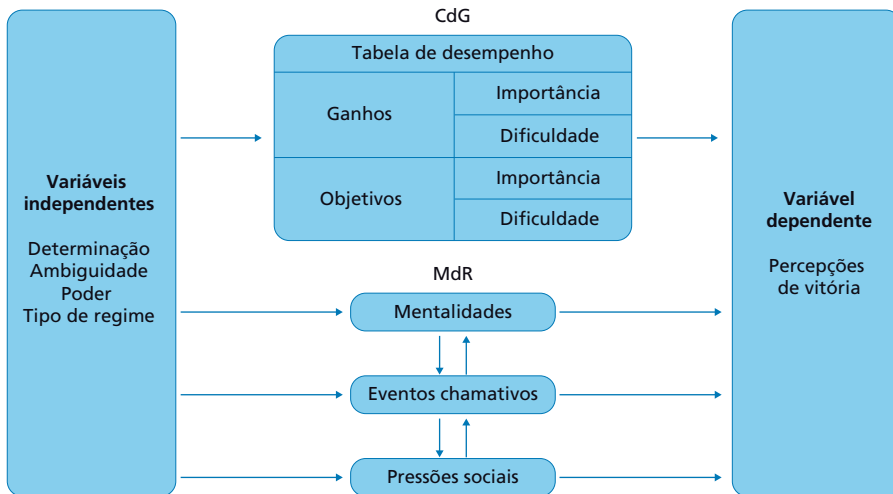 Variáveis
independentes
Determinação
Ambiguidade
Poder
Tipo de regime
CdG
Tabela de desempenho
Ganhos
Importância
Dificuldade
Objetivos
Importância
Dificuldade
MdR
Mentalidades
Eventos chamativos
Pressões sociais
Variável
dependente
Percepções
de vitória